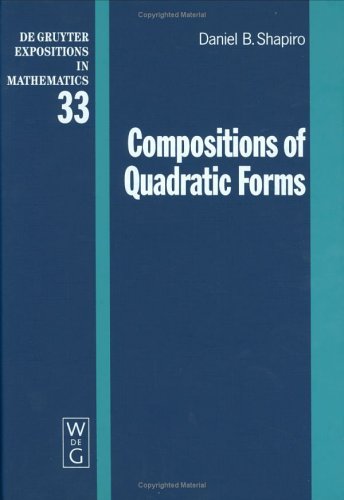 DE GRUYTER
EXPOSITIONS
IN
MATHEMATICS
33
Daniel B. Shapiro
Compositions of
Quadratic Forms
W
DE
G